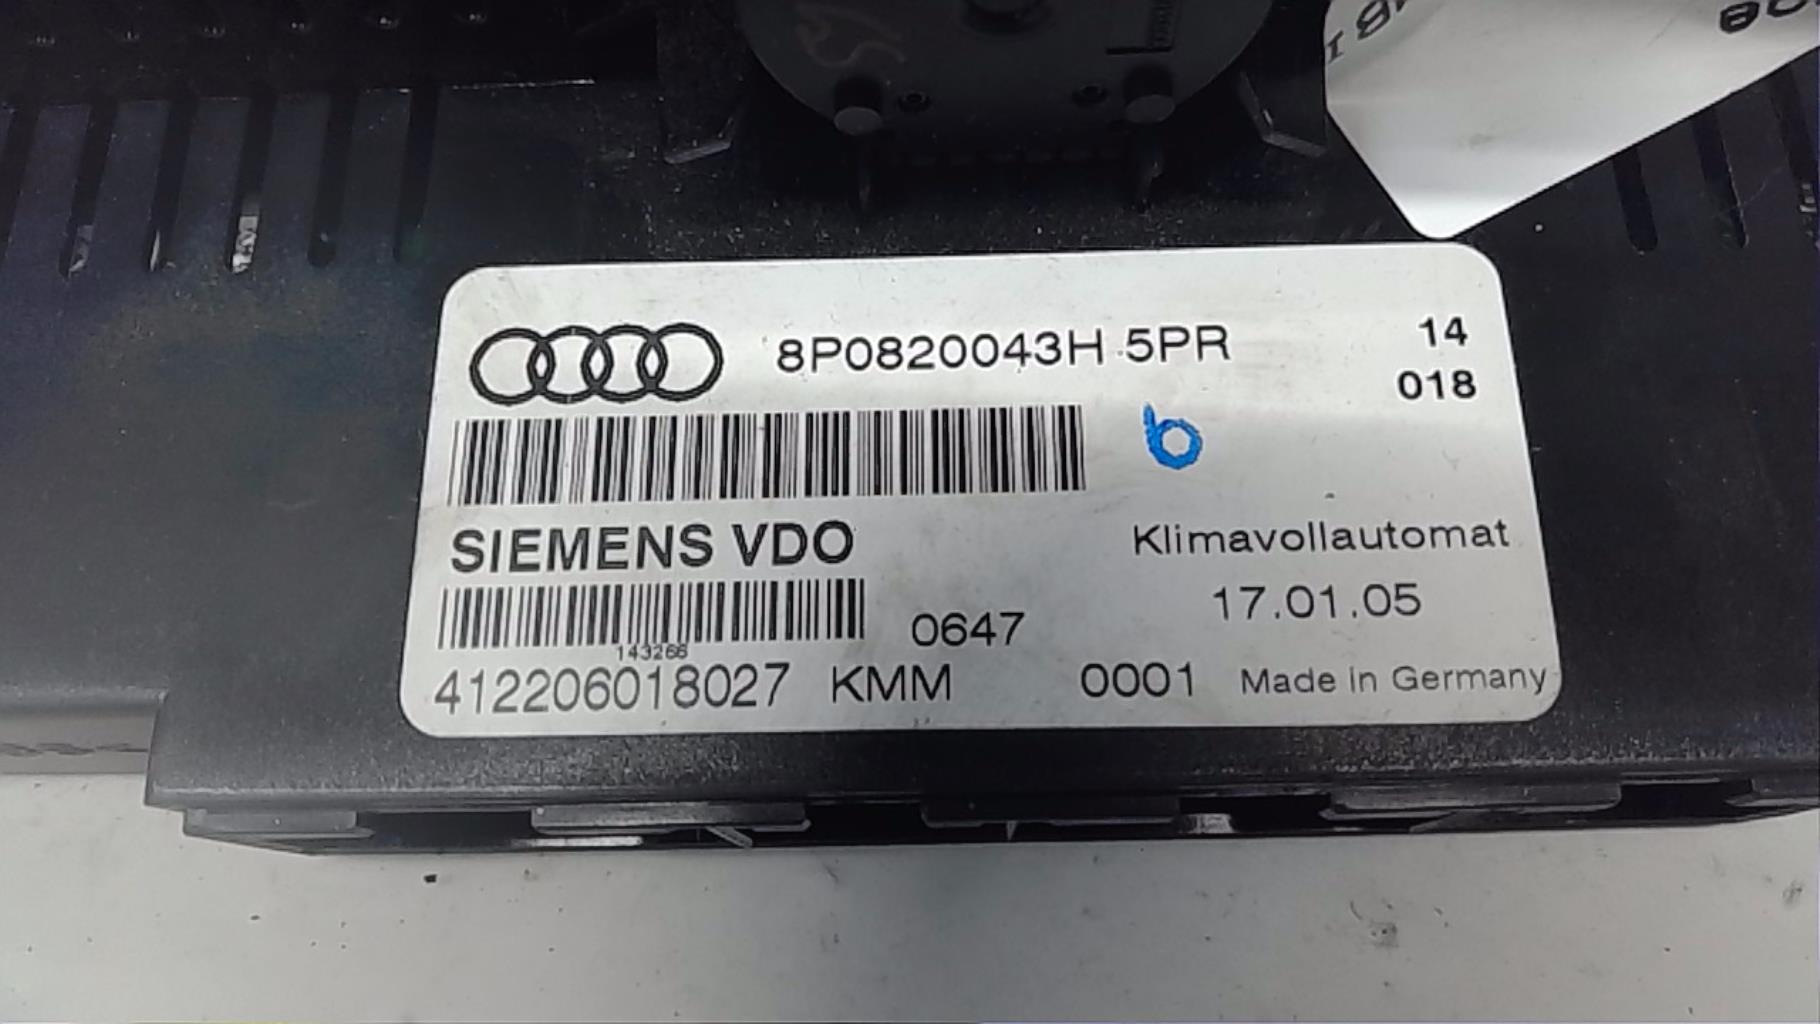 8P0820043H 5PR
14
018
b
SIEMENS VDO
Klimavollautomat
17.01.05
0647
143266
412206018027 KMM 0001 Made in Germany